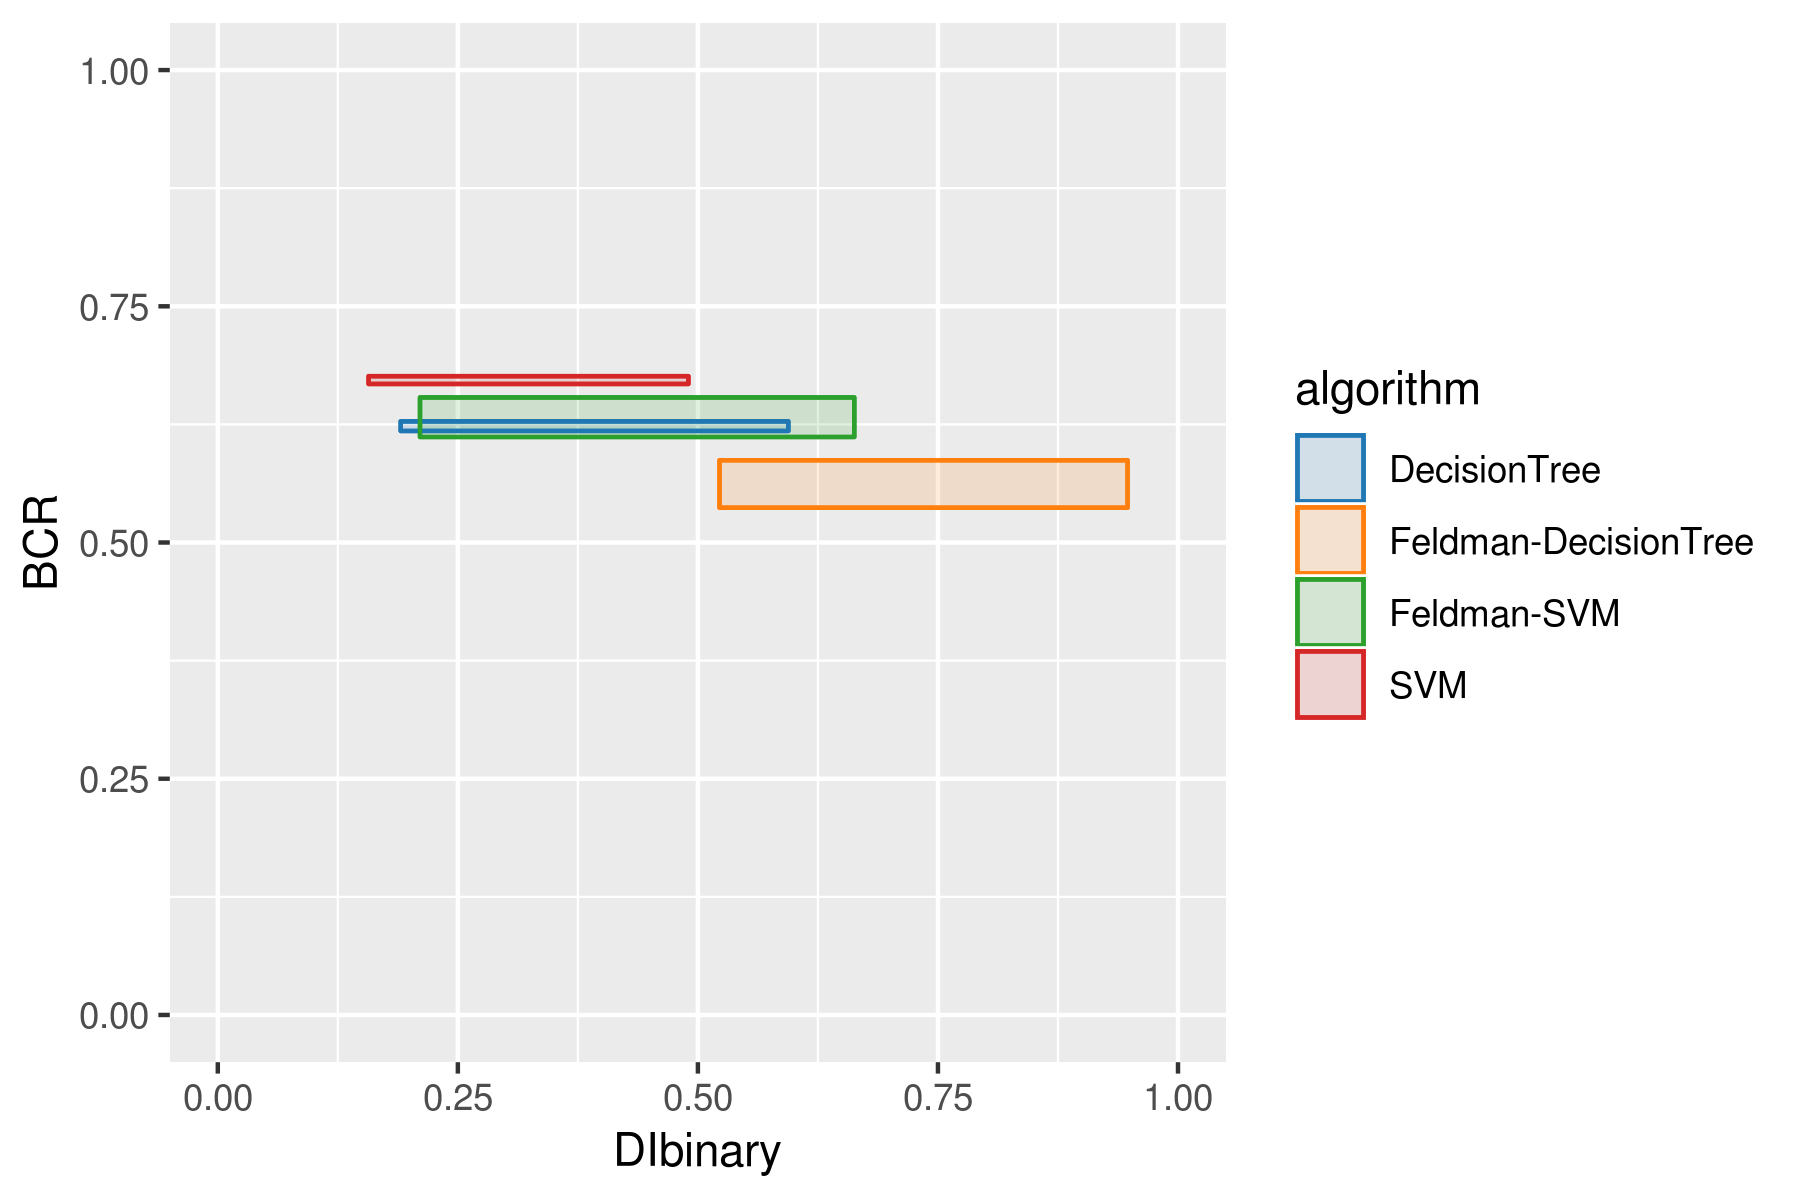 1.00
0.75
0.50
0.25
0.00
BCR
0.00 0.25 0.50 0.75 1.00
DIbinary
algorithm
DecisionTree
Feldman-DecisionTree
Feldman-SVM
SVM